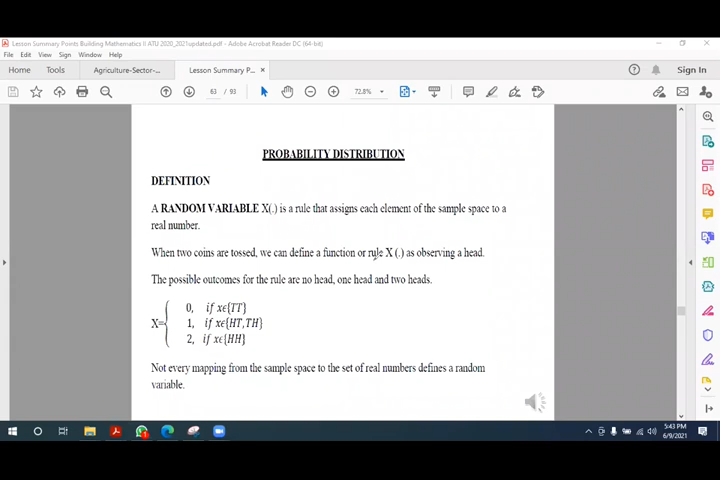 Lesson Summary Points Building Mathematics II ATU 2020_2021updated.pdf - Adobe Acrobat Reader DC (64-bit)
File Edit View Sign Window Help
Home Tools Agriculture-Sector-... Lesson Summary P... × Sign In
63 / 93 72.8%
PROBABILITY DISTRIBUTION
DEFINITION
A RANDOM VARIABLE X(.) is a rule that assigns each element of the sample space to a
real number.
When two coins are tossed, we can define a function or rule X (.) as observing a head.
The possible outcomes for the rule are no head, one head and two heads.
0, if xϵ{TT}
X= 1, if xϵ{HT,TH}
2, if xϵ{HH}
Not every mapping from the sample space to the set of real numbers defines a random
variable.
5:43 PM
6/9/2021